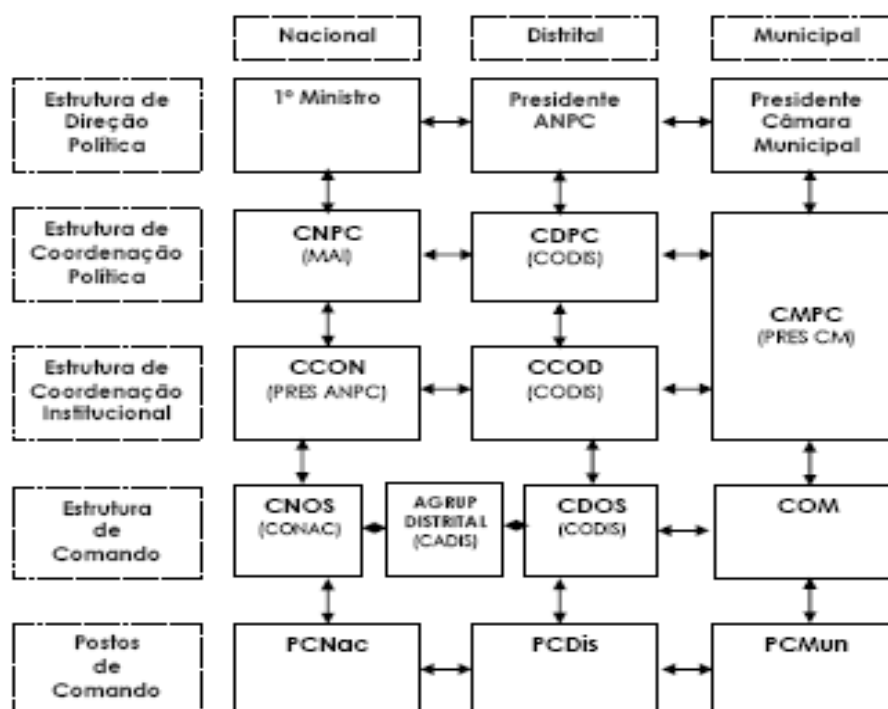 Nacional
Distrital
Municipal
Estrutura de
Direção
Política
1º Ministro
Presidente
ANPC
Presidente
Câmara
Municipal
Estrutura de
Coordenação
Política
CNPC
(MAI)
CDPC
(CODIS)
CMPC
(PRES CM)
Estrutura de
Coordenação
Institucional
CCON
(PRES ANPC)
CCOD
(CODIS)
Estrutura
de
Comando
CNOS
(CONAC)
AGRUP
DISTRITAL
(CADIS)
CDOS
(CODIS)
COM
Postos
de
Comando
PCNac
PCDis
PCMun